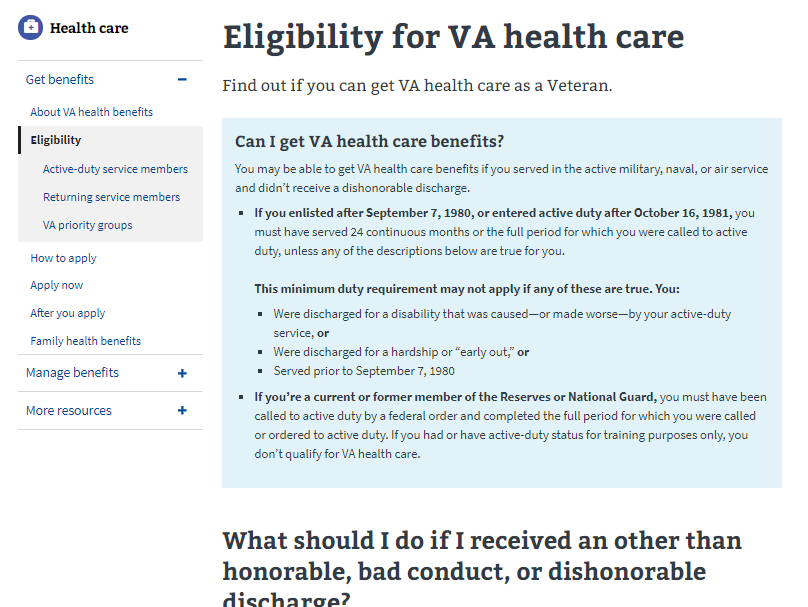 Health care
Get benefits
About VA health benefits
Eligibility
Active-duty service members
Returning service members
VA priority groups
How to apply
Apply now
After you apply
Family health benefits
Manage benefits
More resources
Eligibility for VA health care
Find out if you can get VA health care as a Veteran.
Can I get VA health care benefits?
You may be able to get VA health care benefits if you served in the active military, naval, or air service
and didn’t receive a dishonorable discharge.
If you enlisted after September 7, 1980, or entered active duty after October 16, 1981, you
must have served 24 continuous months or the full period for which you were called to active
duty, unless any of the descriptions below are true for you.
This minimum duty requirement may not apply if any of these are true. You:
Were discharged for a disability that was caused—or made worse—by your active-duty
service, or
Were discharged for a hardship or “early out,” or
Served prior to September 7, 1980
If you’re a current or former member of the Reserves or National Guard, you must have been
called to active duty by a federal order and completed the full period for which you were called
or ordered to active duty. If you had or have active-duty status for training purposes only, you
don’t qualify for VA health care.
What should I do if I received an other than
honorable, bad conduct, or dishonorable
discharge?